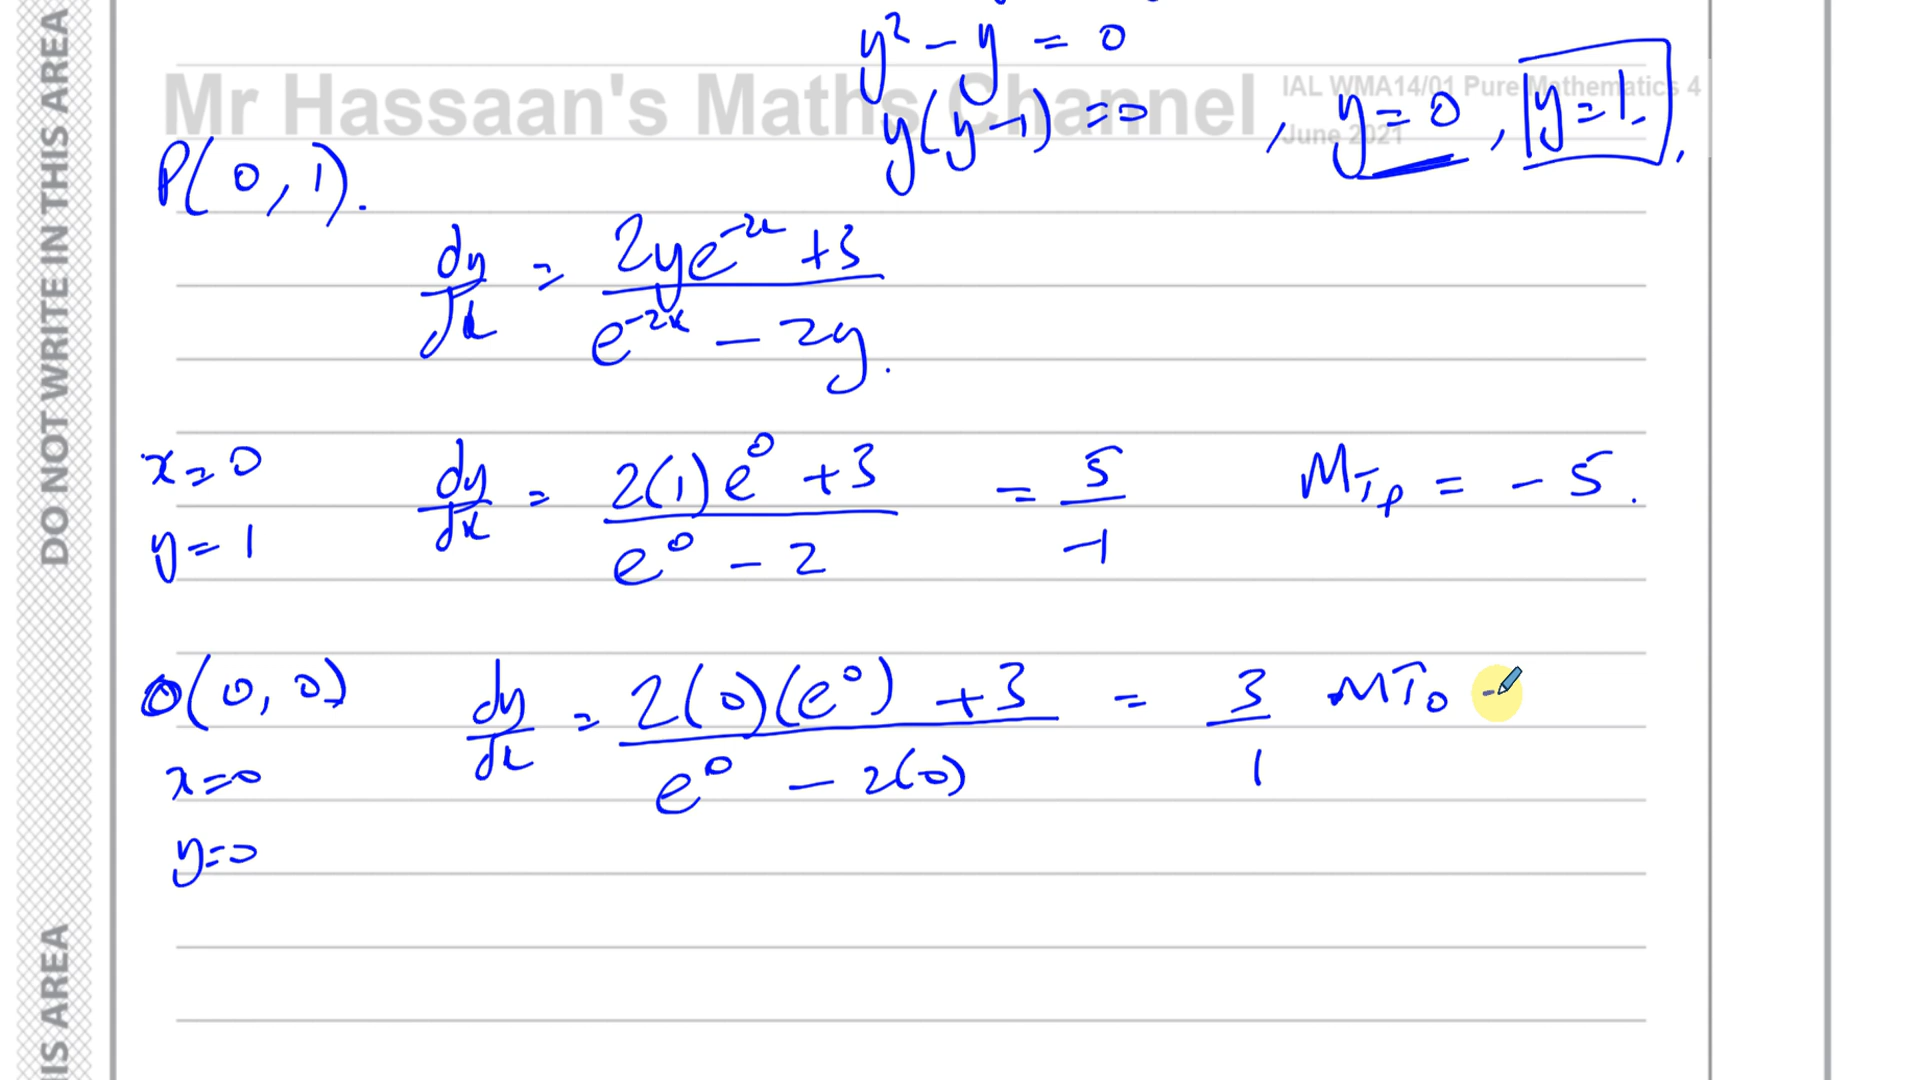 y² - y = 0
Mr Hassaan's Maths Channel
IAL WMA14/01 Pure Mathematics 4
June 2021
y(y-1) = 0 , y = 0 , y = 1.
P(0, 1).
dy/dx = (2ye^-2x + 3)/(e^-2x - 2y).
x = 0
y = 1
dy/dx = (2(1)e^0 + 3)/(e^0 - 2) = 5/-1 MTp = -5.
O(0, 0)
dy/dx = (2(0)(e^0) + 3)/(e^0 - 2(0)) = 3/1 MTo -
x = 0
y = 0
DO NOT WRITE IN THIS AREA
IS AREA